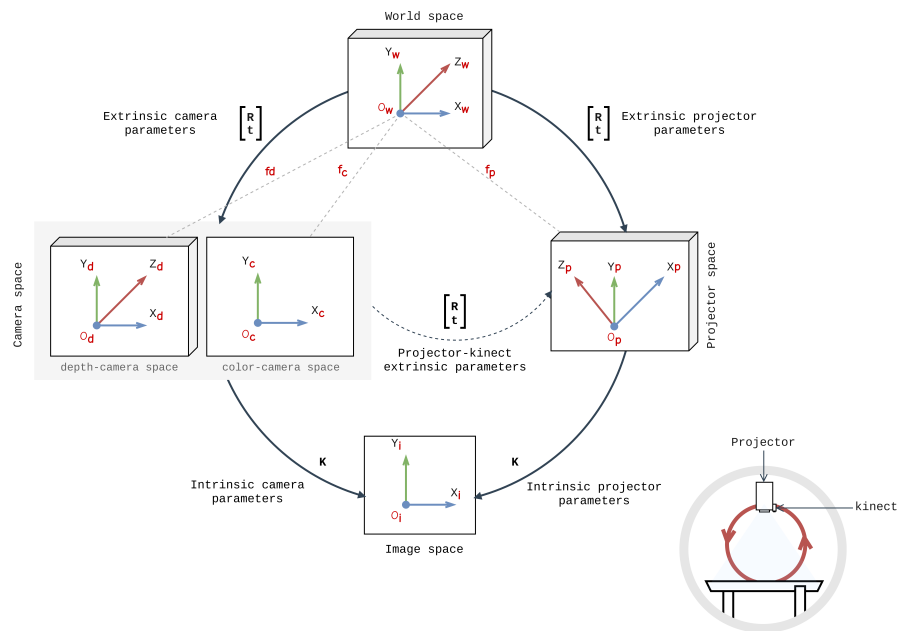 World space
Yw
Zw
Ow
Xw
Extrinsic camera
parameters
R
t
R
t
Extrinsic projector
parameters
fd
fc
fp
Camera space
Yd
Zd
Xd
Od
depth-camera space
Yc
Xc
Oc
color-camera space
R
t
Projector-kinect
extrinsic parameters
Zp
Yp
Xp
Op
Projector space
K
Intrinsic camera
parameters
K
Intrinsic projector
parameters
Yi
Xi
Oi
Image space
Projector
kinect